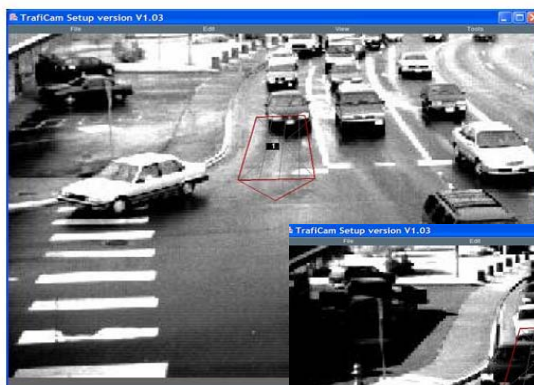 TrafiCam Setup version V1.03
File Edit View Tools
1
TrafiCam Setup version V1.03
File Edit